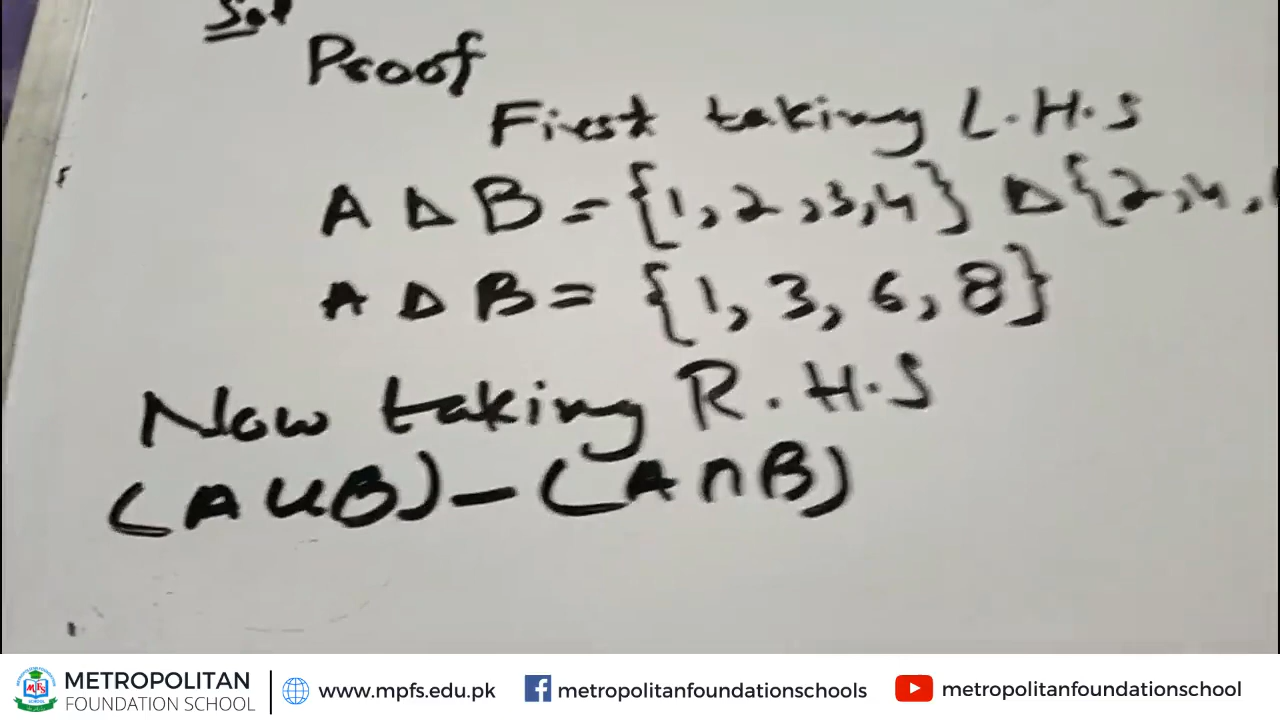 Sol
Proof
First taking L.H.S
A Δ B = {1, 2, 3, 4} Δ {2, 4,
A Δ B = {1, 3, 6, 8}
Now taking R.H.S
(A∪B) – (A∩B)
METROPOLITAN
FOUNDATION SCHOOL
www.mpfs.edu.pk
metropolitanfoundationschools
metropolitanfoundationschool